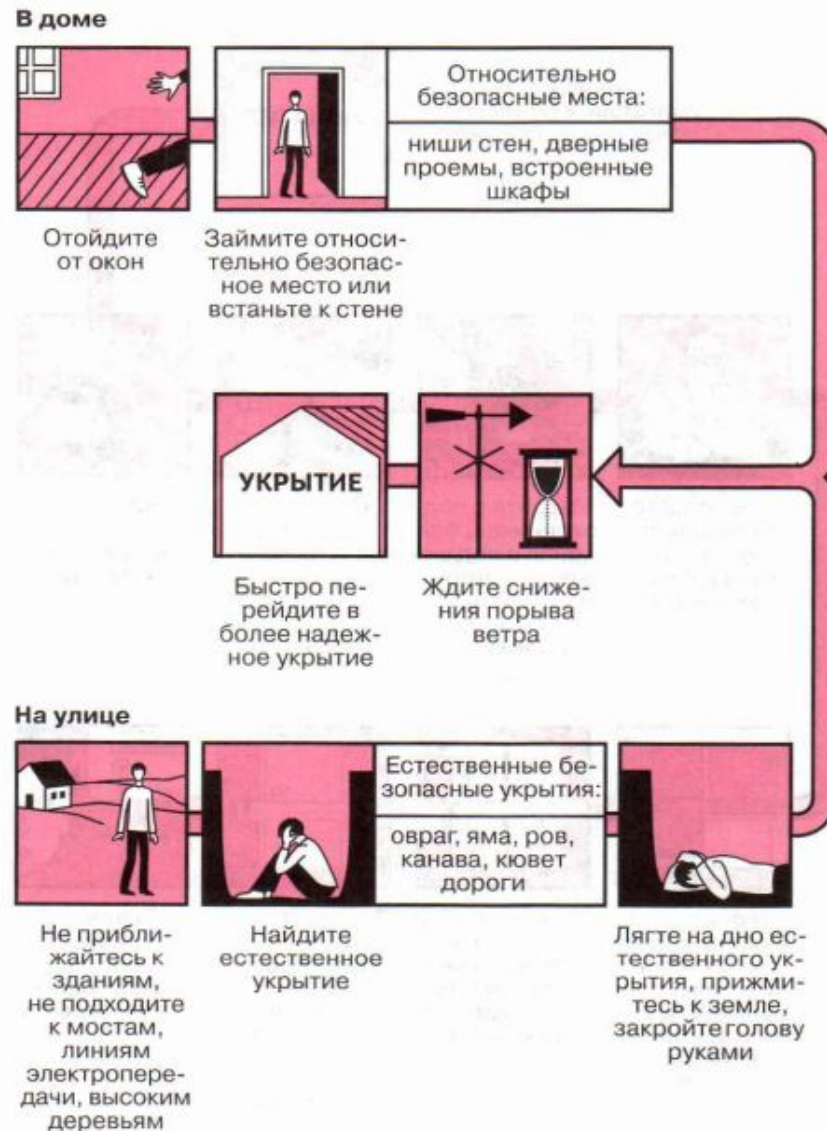 В доме
Относительно
безопасные места:
ниши стен, дверные
проемы, встроенные
шкафы
Отойдите
от окон
Займите относи-
тельно безопас-
ное место или
встаньте к стене
УКРЫТИЕ
Быстро пе-
рейдите в
более надеж-
ное укрытие
Ждите сниже-
ния порыва
ветра
На улице
Естественные бе-
зопасные укрытия:
овраг, яма, ров,
канава, кювет
дороги
Не прибли-
жайтесь к
зданиям,
не подходите
к мостам,
линиям
электропере-
дачи, высоким
деревьям
Найдите
естественное
укрытие
Лягте на дно ес-
тественного ук-
рытия, прижми-
тесь к земле,
закройте голову
руками